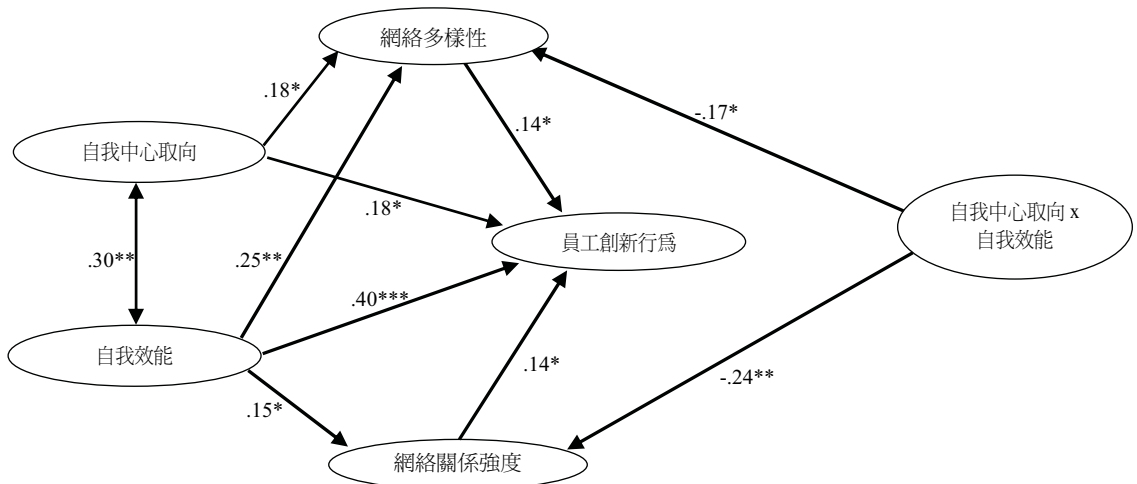 網絡多樣性
.18*
.14*
-.17*
自我中心取向
.18*
自我中心取向 x
自我效能
員工創新行爲
.30**
.25**
.40***
自我效能
.14*
-.24**
.15*
網絡關係強度